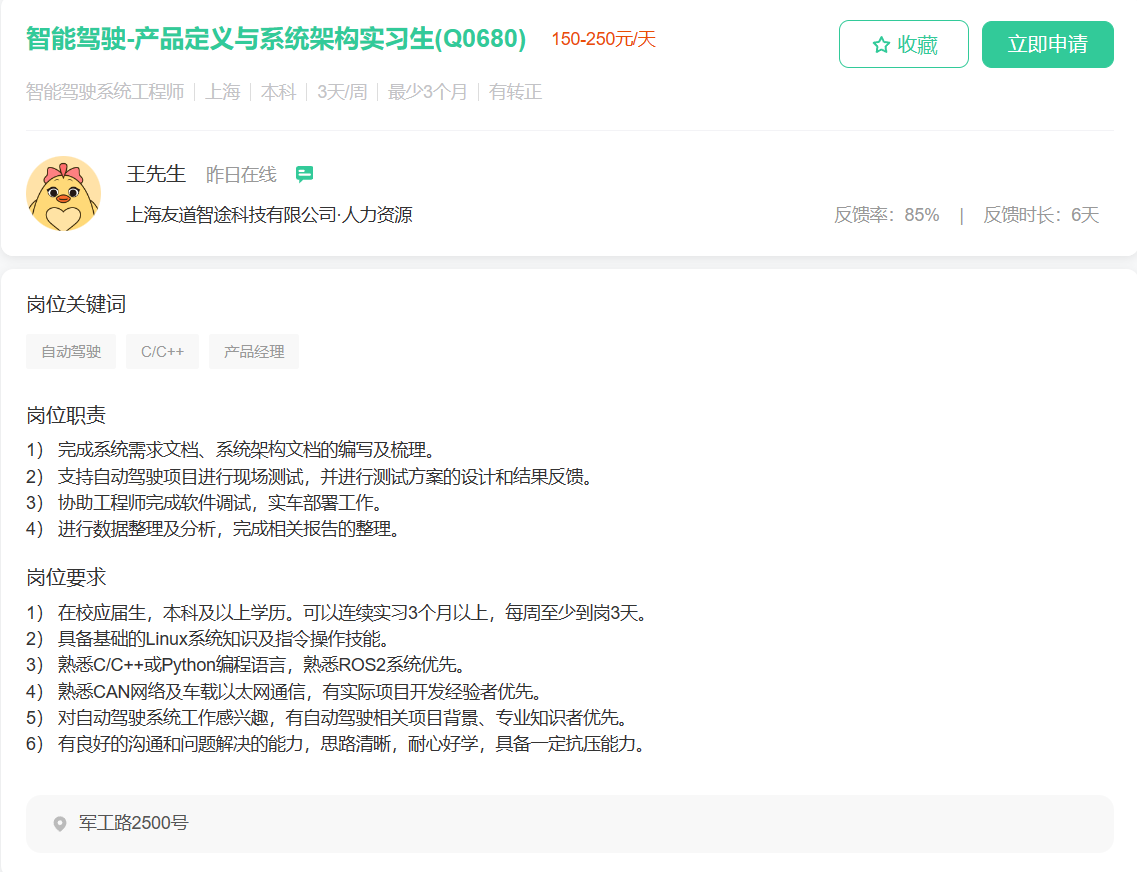 智能驾驶-产品定义与系统架构实习生(Q0680) 150-250元/天
收藏
立即申请
智能驾驶系统工程师 | 上海 | 本科 | 3天/周 | 最少3个月 | 有转正
王先生 昨日在线
上海友道智途科技有限公司·人力资源
反馈率：85% | 反馈时长：6天
岗位关键词
自动驾驶 C/C++ 产品经理
岗位职责
1） 完成系统需求文档、系统架构文档的编写及梳理。
2） 支持自动驾驶项目进行现场测试，并进行测试方案的设计和结果反馈。
3） 协助工程师完成软件调试，实车部署工作。
4） 进行数据整理及分析，完成相关报告的整理。
岗位要求
1） 在校应届生，本科及以上学历。可以连续实习3个月以上，每周至少到岗3天。
2） 具备基础的Linux系统知识及指令操作技能。
3） 熟悉C/C++或Python编程语言，熟悉ROS2系统优先。
4） 熟悉CAN网络及车载以太网通信，有实际项目开发经验者优先。
5） 对自动驾驶系统工作感兴趣，有自动驾驶相关项目背景、专业知识者优先。
6） 有良好的沟通和问题解决的能力，思路清晰，耐心好学，具备一定抗压能力。
军工路2500号